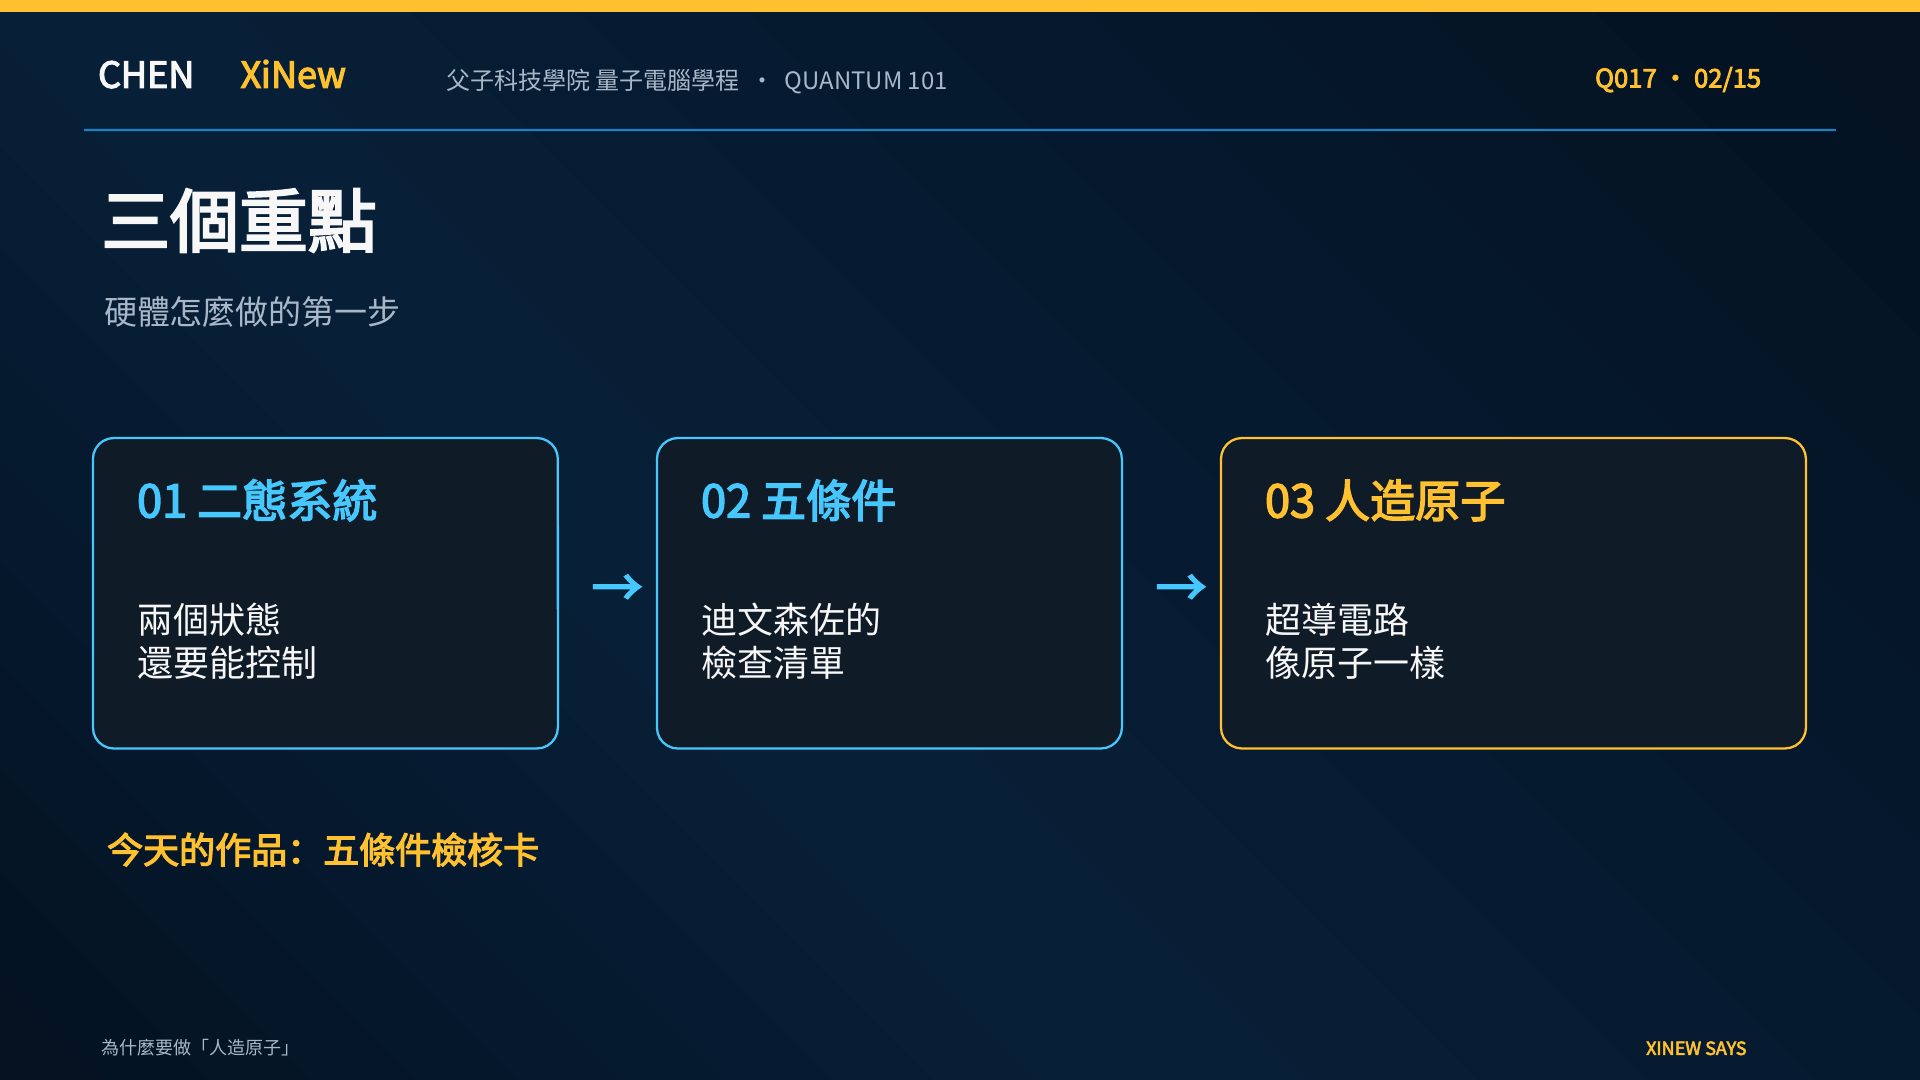 CHEN XiNew 父子科技學院 量子電腦學程 · QUANTUM 101 Q017 · 02/15
三個重點
硬體怎麼做的第一步
01 二態系統
兩個狀態
還要能控制
→
02 五條件
迪文森佐的
檢查清單
→
03 人造原子
超導電路
像原子一樣
今天的作品：五條件檢核卡
為什麼要做「人造原子」 XINEW SAYS